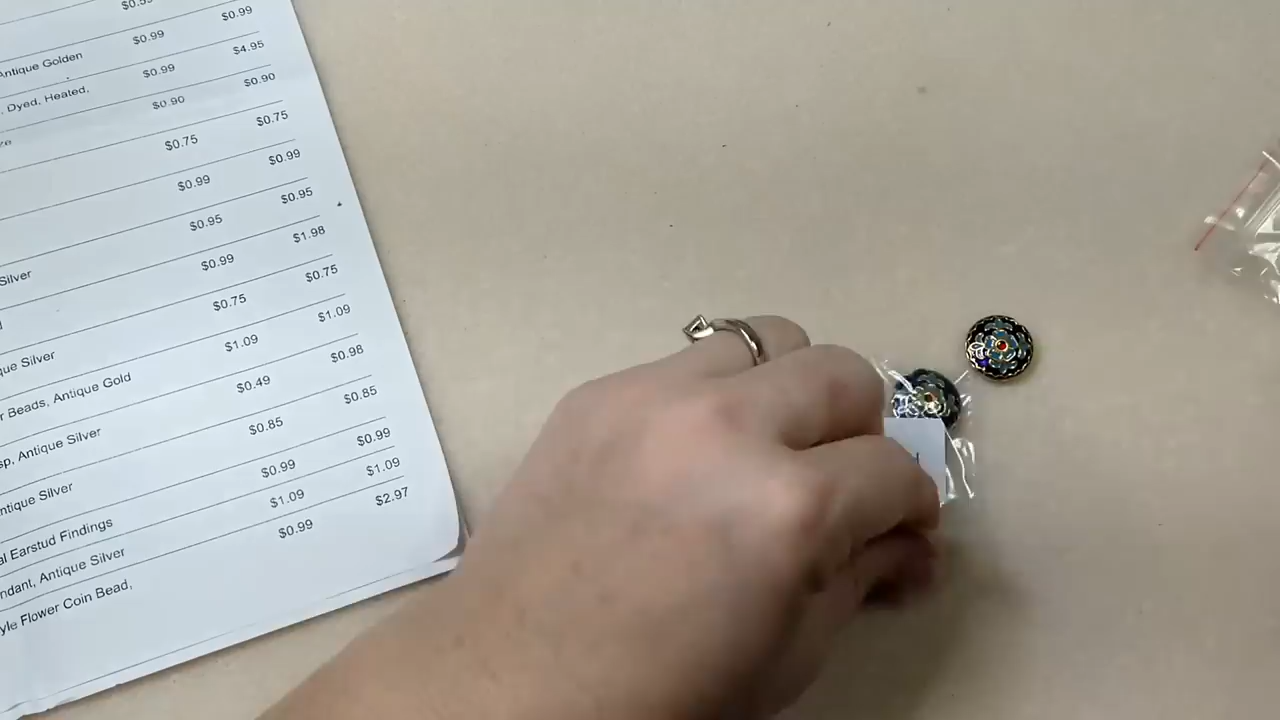 Antique Golden $0.99 $0.99
, Dyed, Heated, $0.99 $4.95
ze $0.90 $0.90
$0.75 $0.75
$0.99 $0.99
Silver $0.95 $0.95
$0.99 $1.98
que Silver $0.75 $0.75
r Beads, Antique Gold $1.09 $1.09
sp, Antique Silver $0.49 $0.98
ntique Silver $0.85 $0.85
al Earstud Findings $0.99 $0.99
ndant, Antique Silver $1.09 $1.09
yle Flower Coin Bead, $0.99 $2.97